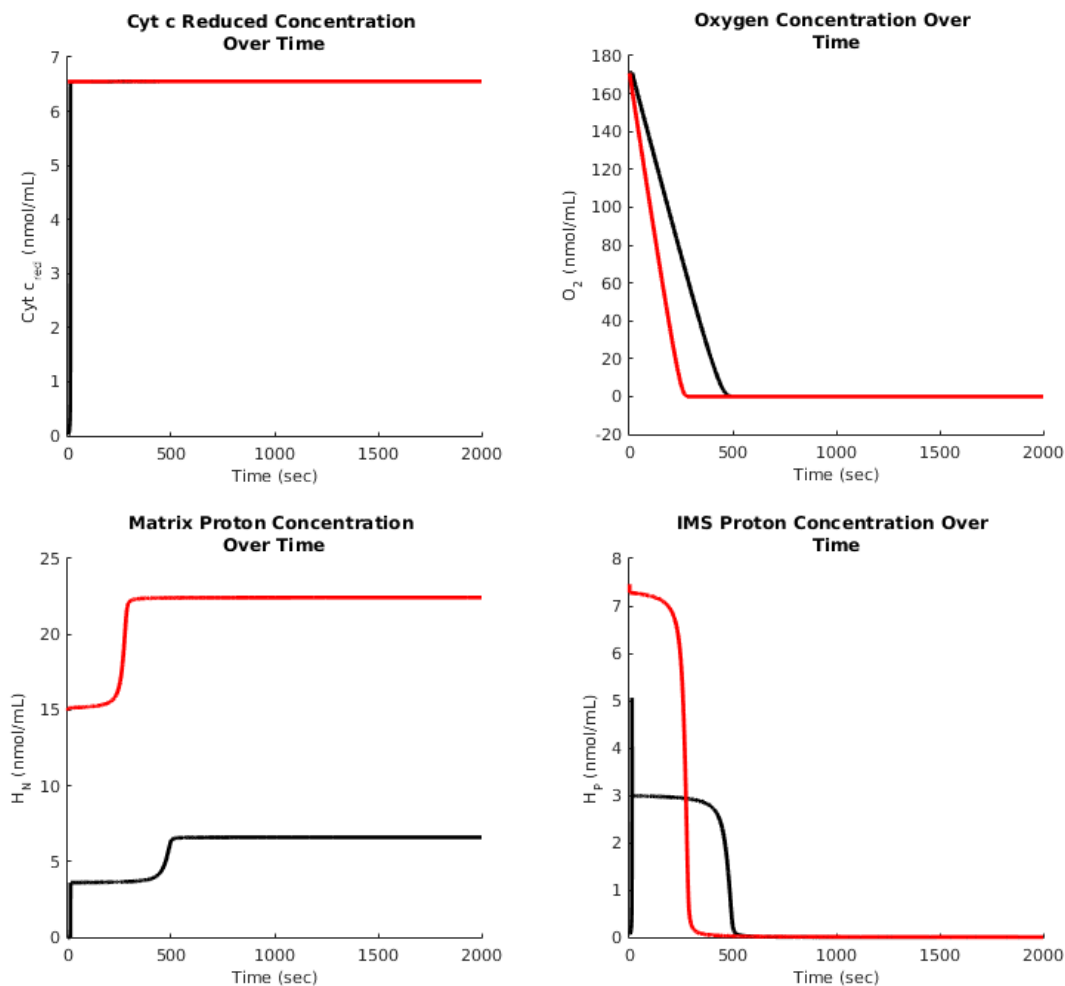 Cyt c Reduced Concentration
Over Time
7
6
5
4
3
2
1
0
Cyt c_red (nmol/mL)
0 500 1000 1500 2000
Time (sec)
Oxygen Concentration Over
Time
180
160
140
120
100
80
60
40
20
0
-20
O_2 (nmol/mL)
0 500 1000 1500 2000
Time (sec)
Matrix Proton Concentration
Over Time
25
20
15
10
5
0
H_N (nmol/mL)
0 500 1000 1500 2000
Time (sec)
IMS Proton Concentration Over
Time
8
7
6
5
4
3
2
1
0
H_P (nmol/mL)
0 500 1000 1500 2000
Time (sec)